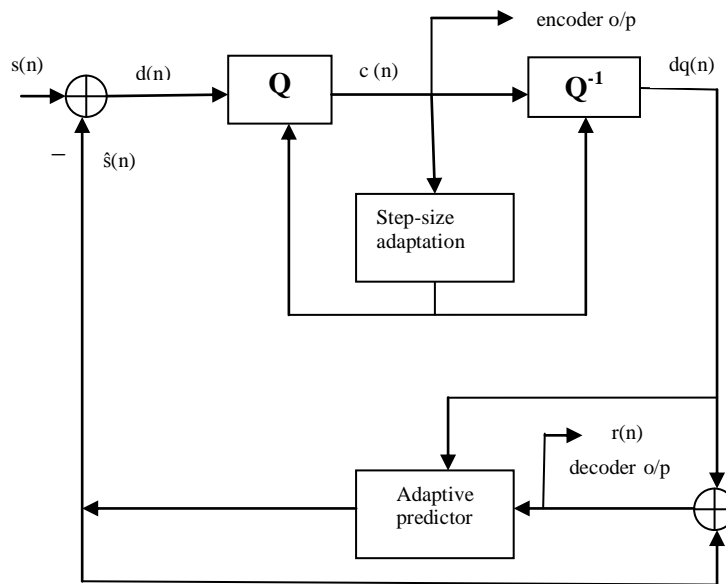 encoder o/p
s(n)
d(n)
Q
c (n)
Q-1
dq(n)
–
ŝ(n)
Step-size
adaptation
r(n)
decoder o/p
Adaptive
predictor